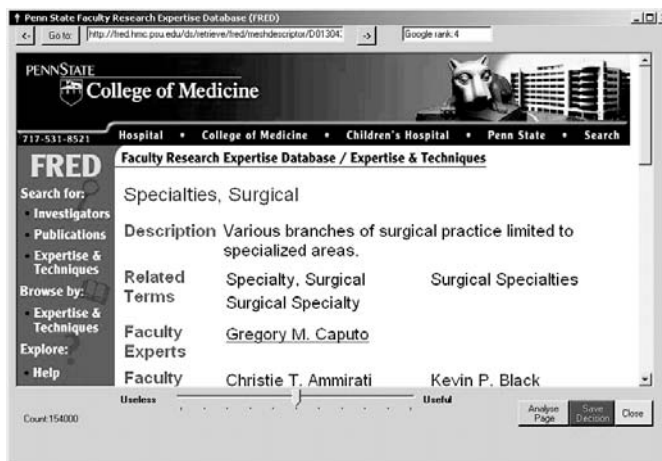 Penn State Faculty Research Expertise Database (FRED)
<- Go to: http://fred.hmc.psu.edu/ds/retrieve/fred/meshdescriptor/D01304 -> Google rank: 4
PENNSTATE
College of Medicine
717-531-8521 Hospital • College of Medicine • Children's Hospital • Penn State • Search
FRED
Faculty Research Expertise Database / Expertise & Techniques
Search for:
• Investigators
• Publications
• Expertise &
Techniques
Browse by:
• Expertise &
Techniques
Explore:
• Help
Specialties, Surgical
Description Various branches of surgical practice limited to
specialized areas.
Related Terms Specialty, Surgical Surgical Specialties
Surgical Specialty
Faculty Experts Gregory M. Caputo
Faculty Christie T. Ammirati Kevin P. Black
Useless Useful
Count:154000
Analyse Page Save Decision Close